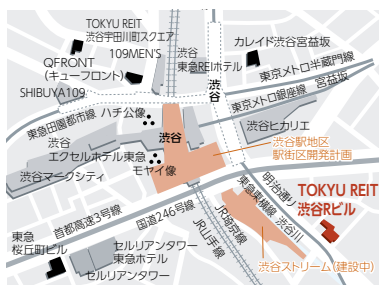 TOKYU REIT
渋谷宇田川町スクエア
109MEN'S
QFRONT
(キューフロント)
SHIBUYA109
渋谷
東急REIホテル
カレイド渋谷宮益坂
東京メトロ半蔵門線
宮益坂
東京メトロ銀座線
渋谷
東急田園都市線
ハチ公像
渋谷
渋谷ヒカリエ
渋谷
エクセルホテル東急
モヤイ像
渋谷マークシティ
渋谷駅地区
駅街区開発計画
明治通り
東急東横線
渋谷川
TOKYU REIT
渋谷Rビル
首都高速3号線
国道246号線
JR山手線
JR埼京線
東急
桜丘町ビル
セルリアンタワー
東急ホテル
セルリアンタワー
渋谷ストリーム(建設中)